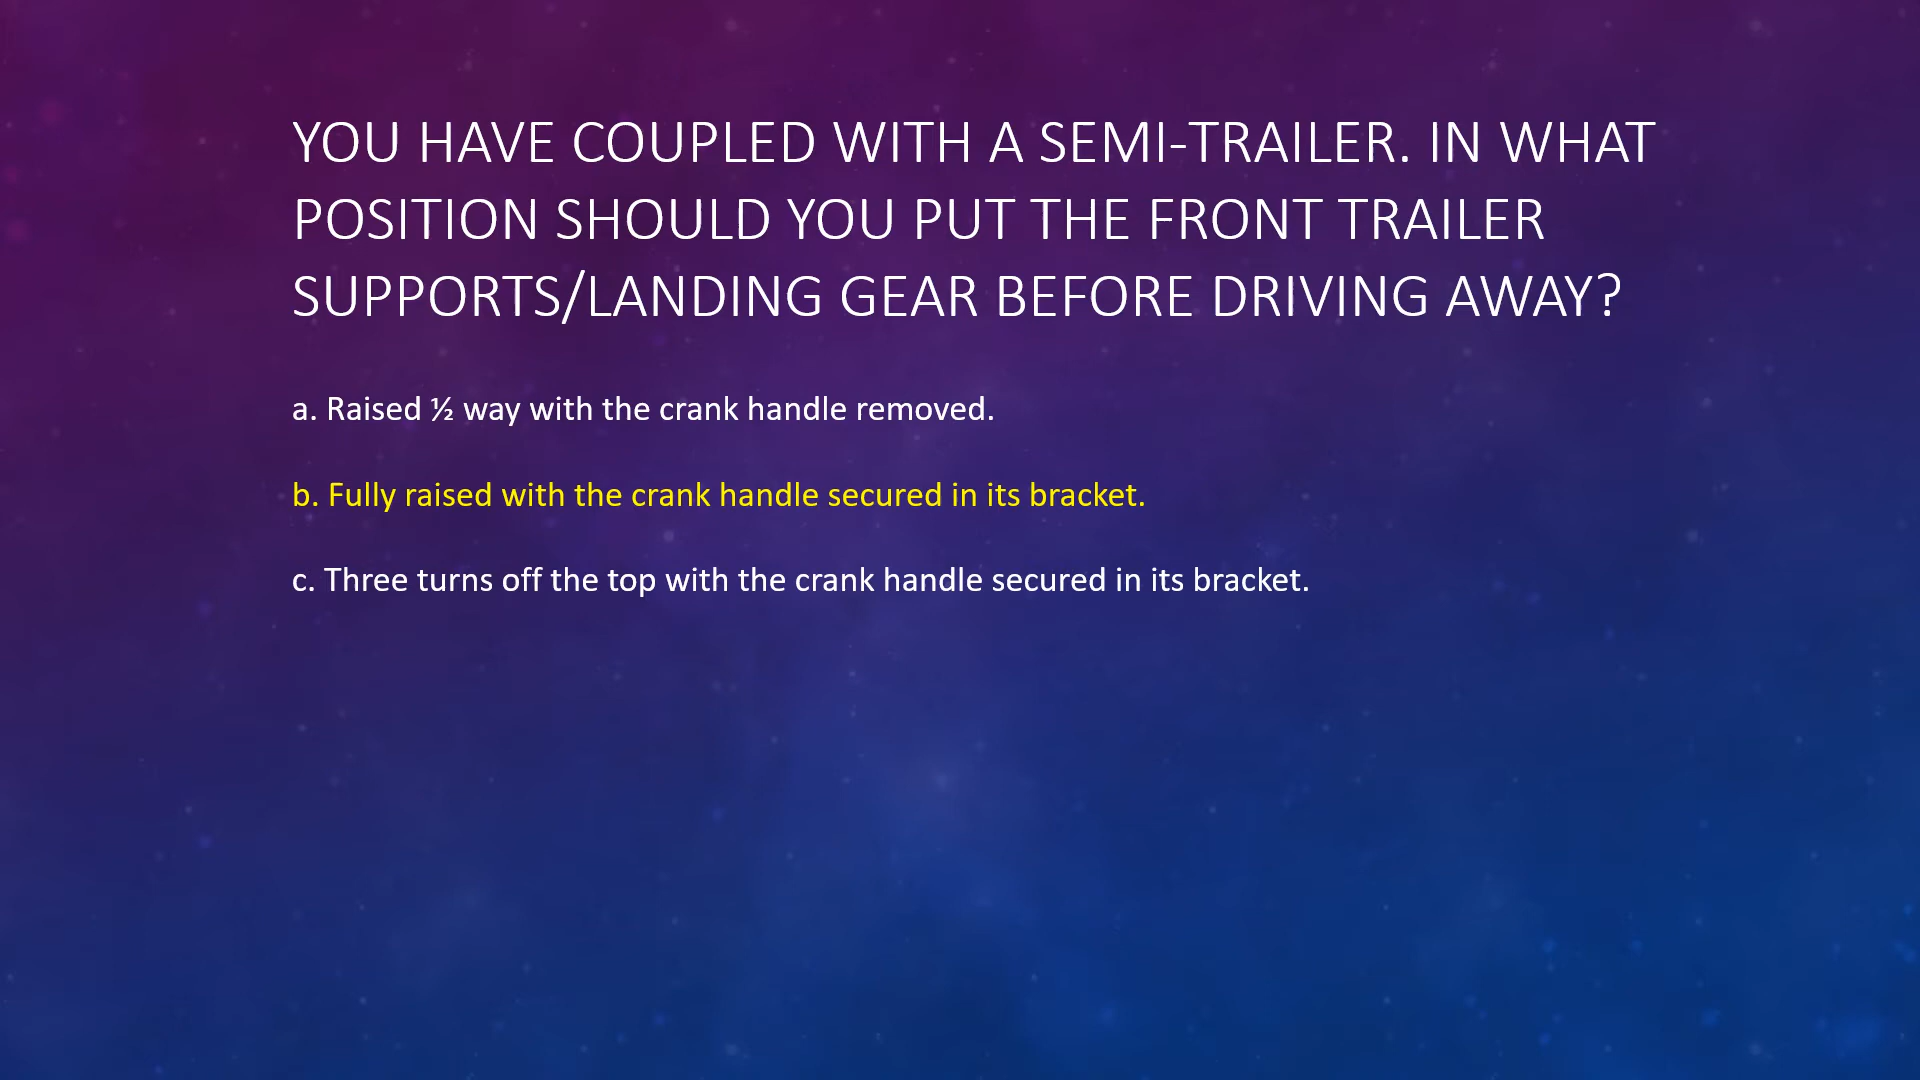 YOU HAVE COUPLED WITH A SEMI-TRAILER. IN WHAT
POSITION SHOULD YOU PUT THE FRONT TRAILER
SUPPORTS/LANDING GEAR BEFORE DRIVING AWAY?
a. Raised ½ way with the crank handle removed.
b. Fully raised with the crank handle secured in its bracket.
c. Three turns off the top with the crank handle secured in its bracket.